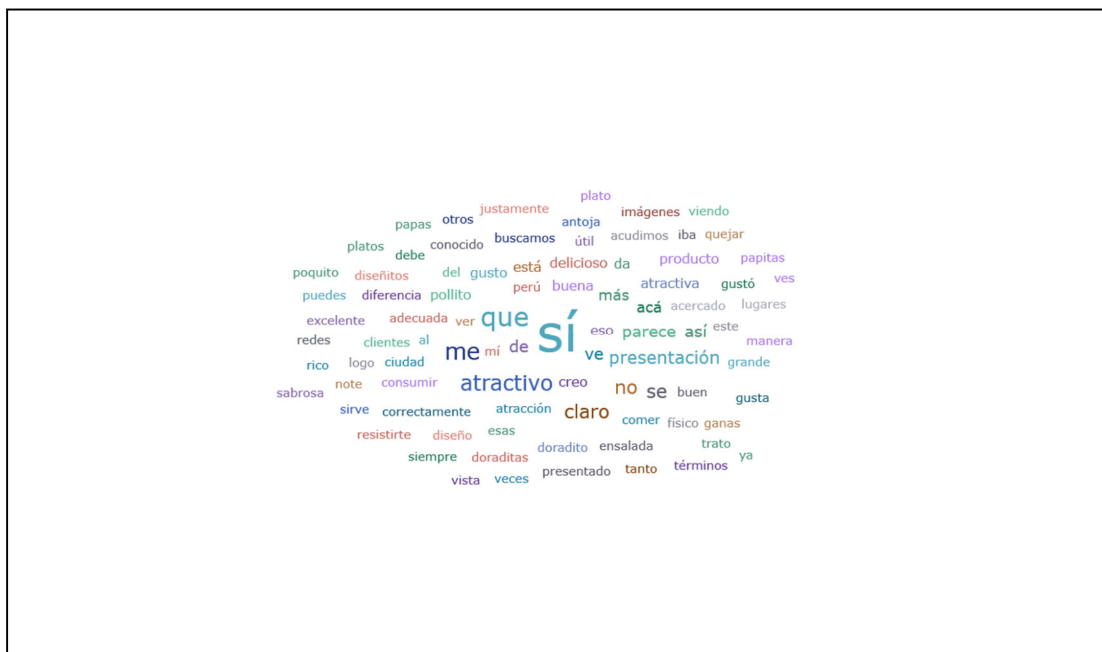 plato
justamente imágenes viendo
papas otros antoja
platos conocido buscamos útil acudimos iba quejar
debe
poquito diseñitos del gusto está delicioso da producto papitas
puedes diferencia pollito perú buena más atractiva gustó ves
excelente adecuada ver que sí acá acercado lugares
redes clientes al me mí de eso parece así este manera
rico logo ciudad ve presentación grande
sabrosa note consumir atractivo creo no se buen gusta
sirve correctamente atracción claro comer físico ganas
resistirte diseño esas doradito ensalada trato
siempre doraditas presentado tanto términos ya
vista veces